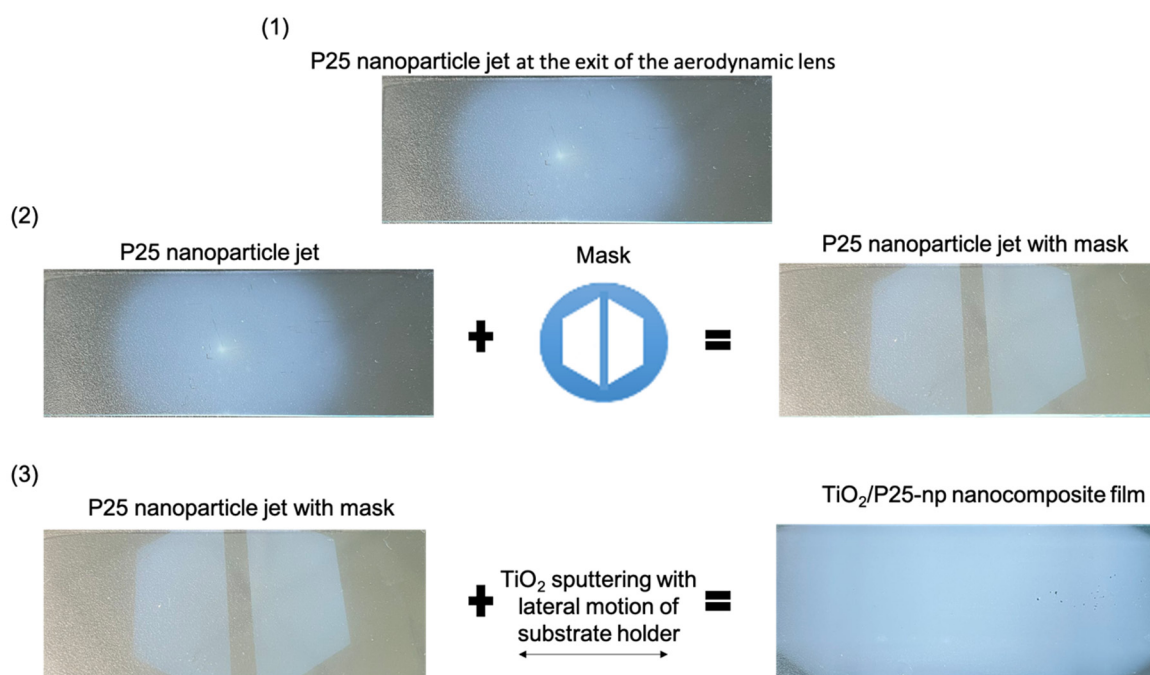 (1)
P25 nanoparticle jet at the exit of the aerodynamic lens
(2)
P25 nanoparticle jet
Mask
P25 nanoparticle jet with mask
+
=
(3)
P25 nanoparticle jet with mask
TiO₂/P25-np nanocomposite film
+
TiO₂ sputtering with
lateral motion of
substrate holder
=